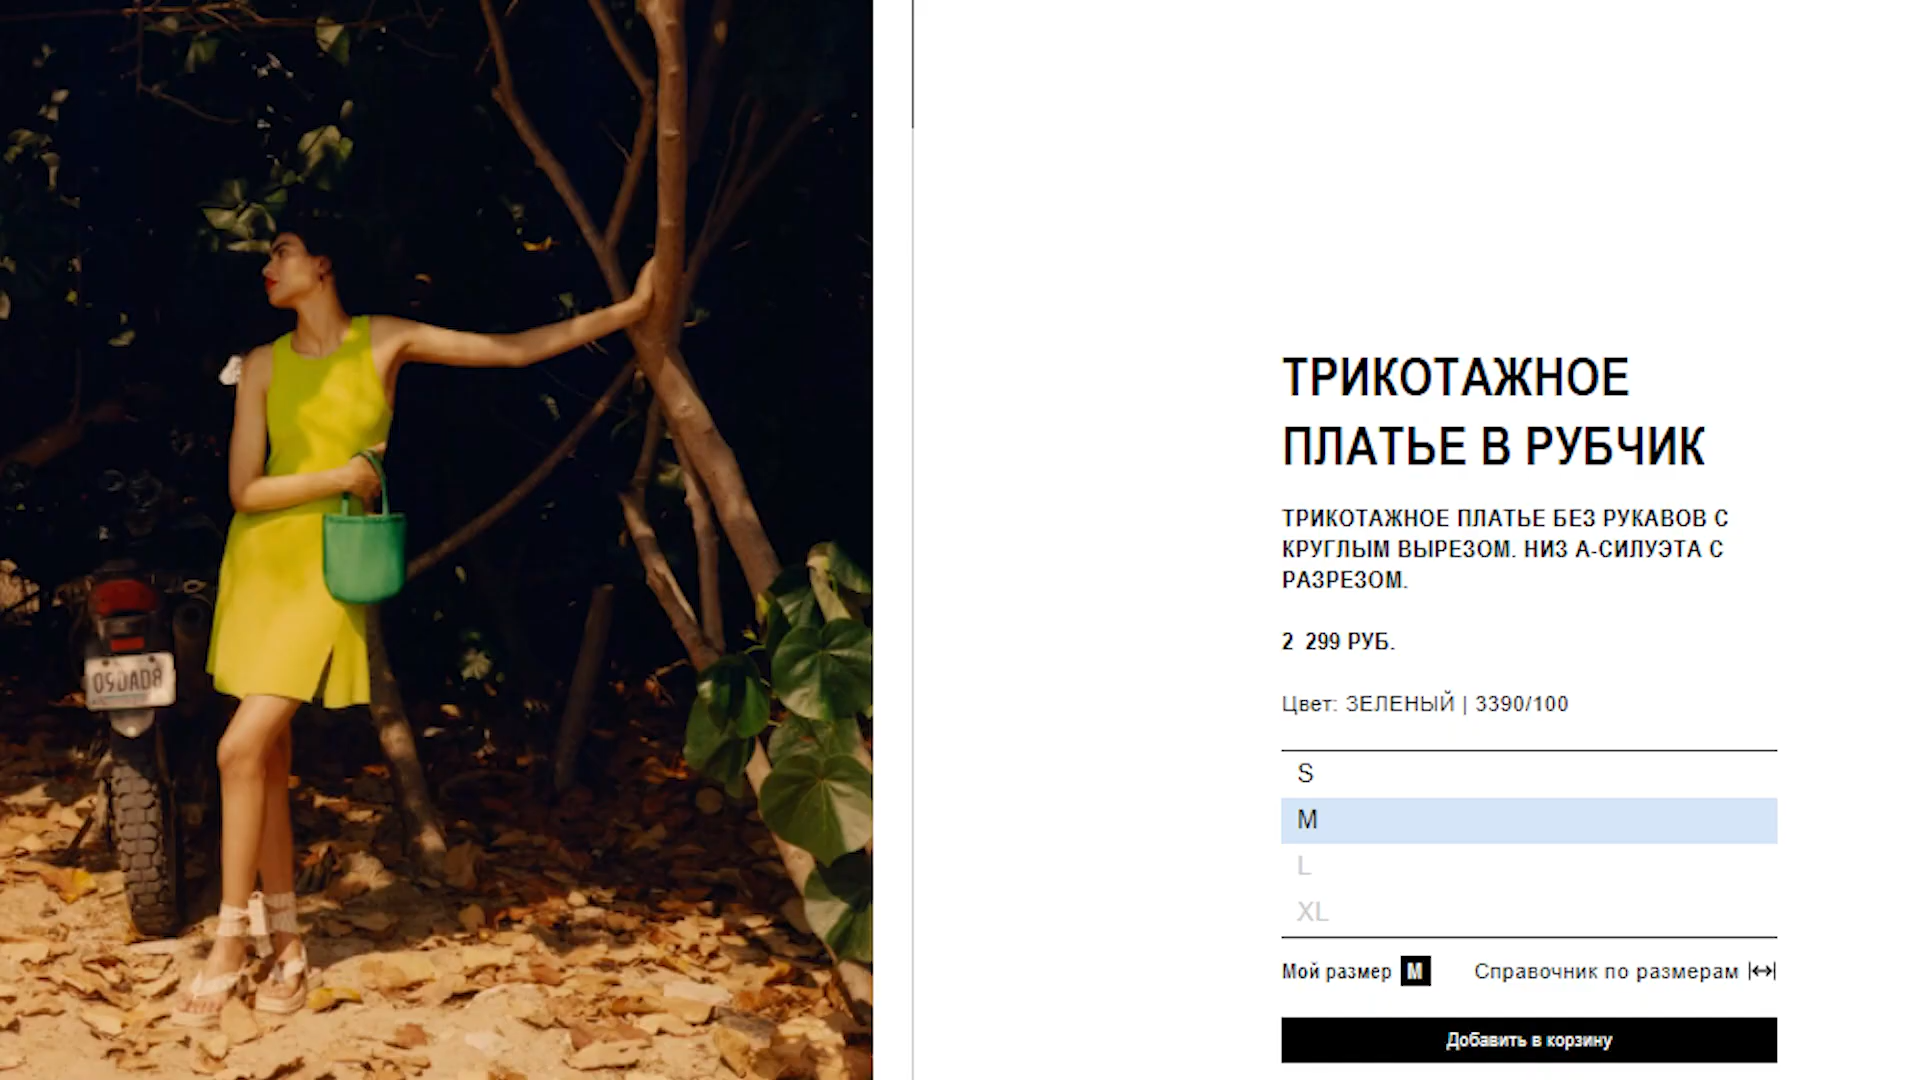 09DAD8
ТРИКОТАЖНОЕ
ПЛАТЬЕ В РУБЧИК
ТРИКОТАЖНОЕ ПЛАТЬЕ БЕЗ РУКАВОВ С
КРУГЛЫМ ВЫРЕЗОМ. НИЗ А-СИЛУЭТА С
РАЗРЕЗОМ.
2 299 РУБ.
Цвет: ЗЕЛЕНЫЙ | 3390/100
S
M
L
XL
Мой размер M Справочник по размерам
Добавить в корзину